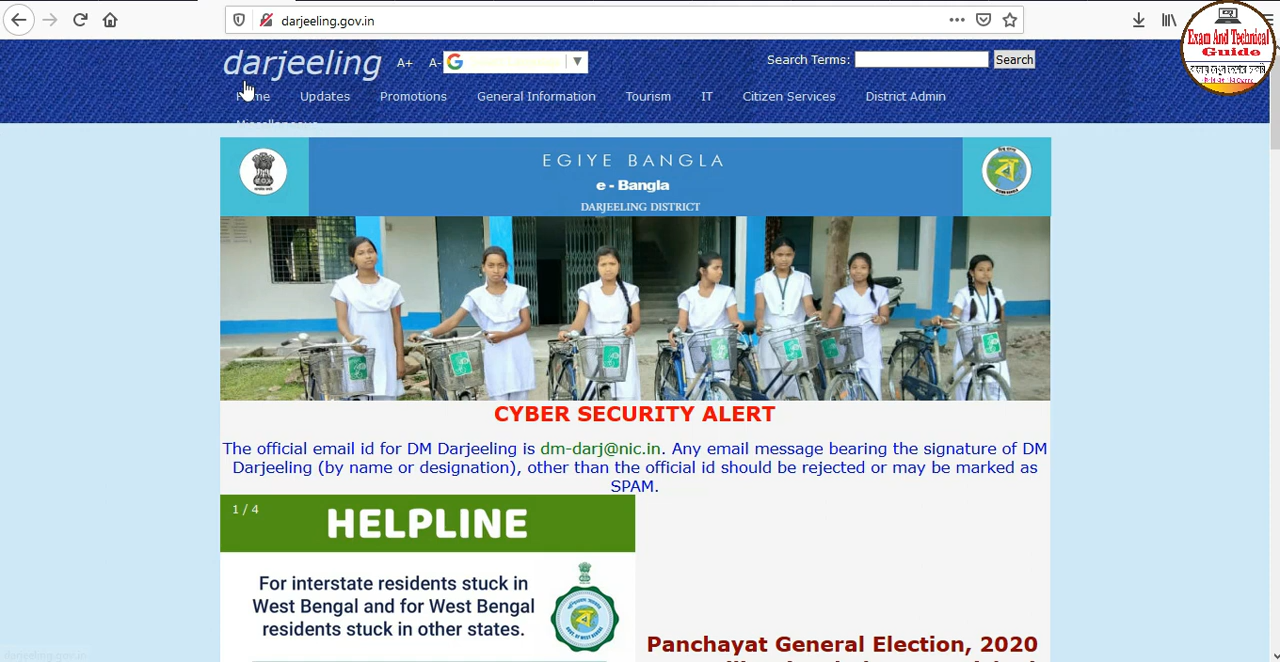 darjeeling.gov.in
Exam And Technical
Guide
darjeeling
A+ A-
Search Terms:
Search
Updates Promotions General Information Tourism IT Citizen Services District Admin
Miscellaneous
EGIYE BANGLA
e - Bangla
DARJEELING DISTRICT
CYBER SECURITY ALERT
The official email id for DM Darjeeling is dm-darj@nic.in. Any email message bearing the signature of DM
Darjeeling (by name or designation), other than the official id should be rejected or may be marked as
SPAM.
1 / 4
HELPLINE
For interstate residents stuck in
West Bengal and for West Bengal
residents stuck in other states.
Panchayat General Election, 2020
darjeeling.gov.in